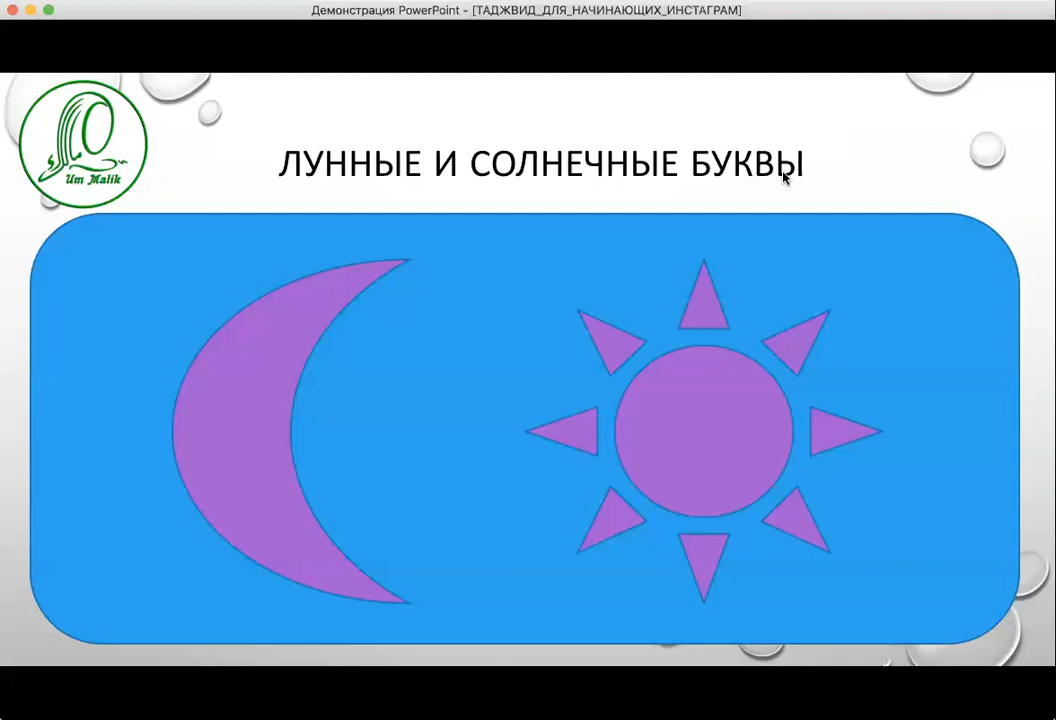 Демонстрация PowerPoint - [ТАДЖВИД_ДЛЯ_НАЧИНАЮЩИХ_ИНСТАГРАМ]
ЛУННЫЕ И СОЛНЕЧНЫЕ БУКВЫ
Um Malik